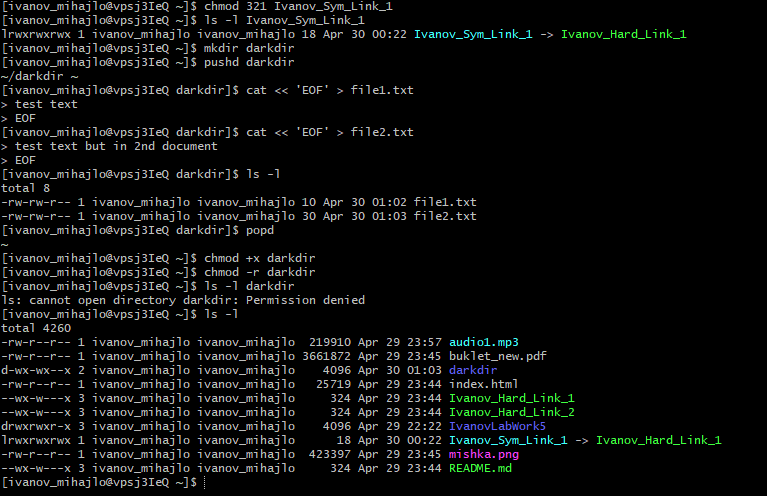 [ivanov_mihajlo@vpsj3IeQ ~]$ chmod 321 Ivanov_Sym_Link_1
[ivanov_mihajlo@vpsj3IeQ ~]$ ls -l Ivanov_Sym_Link_1
lrwxrwxrwx 1 ivanov_mihajlo ivanov_mihajlo 18 Apr 30 00:22 Ivanov_Sym_Link_1 -> Ivanov_Hard_Link_1
[ivanov_mihajlo@vpsj3IeQ ~]$ mkdir darkdir
[ivanov_mihajlo@vpsj3IeQ ~]$ pushd darkdir
~/darkdir ~
[ivanov_mihajlo@vpsj3IeQ darkdir]$ cat << 'EOF' > file1.txt
> test text
> EOF
[ivanov_mihajlo@vpsj3IeQ darkdir]$ cat << 'EOF' > file2.txt
> test text but in 2nd document
> EOF
[ivanov_mihajlo@vpsj3IeQ darkdir]$ ls -l
total 8
-rw-rw-r-- 1 ivanov_mihajlo ivanov_mihajlo 10 Apr 30 01:02 file1.txt
-rw-rw-r-- 1 ivanov_mihajlo ivanov_mihajlo 30 Apr 30 01:03 file2.txt
[ivanov_mihajlo@vpsj3IeQ darkdir]$ popd
~
[ivanov_mihajlo@vpsj3IeQ ~]$ chmod +x darkdir
[ivanov_mihajlo@vpsj3IeQ ~]$ chmod -r darkdir
[ivanov_mihajlo@vpsj3IeQ ~]$ ls -l darkdir
ls: cannot open directory darkdir: Permission denied
[ivanov_mihajlo@vpsj3IeQ ~]$ ls -l
total 4260
-rw-r--r-- 1 ivanov_mihajlo ivanov_mihajlo  219910 Apr 29 23:57 audio1.mp3
-rw-r--r-- 1 ivanov_mihajlo ivanov_mihajlo 3661872 Apr 29 23:45 buklet_new.pdf
d-wx-wx--x 2 ivanov_mihajlo ivanov_mihajlo    4096 Apr 30 01:03 darkdir
-rw-r--r-- 1 ivanov_mihajlo ivanov_mihajlo   25719 Apr 29 23:44 index.html
--wx-w---x 3 ivanov_mihajlo ivanov_mihajlo     324 Apr 29 23:44 Ivanov_Hard_Link_1
--wx-w---x 3 ivanov_mihajlo ivanov_mihajlo     324 Apr 29 23:44 Ivanov_Hard_Link_2
drwxrwxr-x 3 ivanov_mihajlo ivanov_mihajlo    4096 Apr 29 22:22 IvanovLabWork5
lrwxrwxrwx 1 ivanov_mihajlo ivanov_mihajlo      18 Apr 30 00:22 Ivanov_Sym_Link_1 -> Ivanov_Hard_Link_1
-rw-r--r-- 1 ivanov_mihajlo ivanov_mihajlo  423397 Apr 29 23:45 mishka.png
--wx-w---x 3 ivanov_mihajlo ivanov_mihajlo     324 Apr 29 23:44 README.md
[ivanov_mihajlo@vpsj3IeQ ~]$